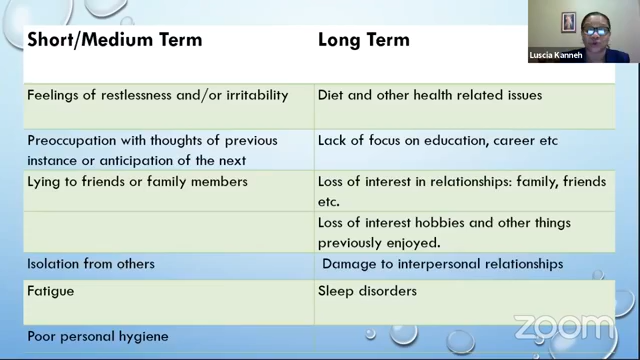 Short/Medium Term
Long Term
Luscia Kanneh
Feelings of restlessness and/or irritability
Diet and other health related issues
Preoccupation with thoughts of previous
instance or anticipation of the next
Lack of focus on education, career etc
Lying to friends or family members
Loss of interest in relationships: family, friends
etc.
Loss of interest hobbies and other things
previously enjoyed.
Isolation from others
Damage to interpersonal relationships
Fatigue
Sleep disorders
Poor personal hygiene
zoom